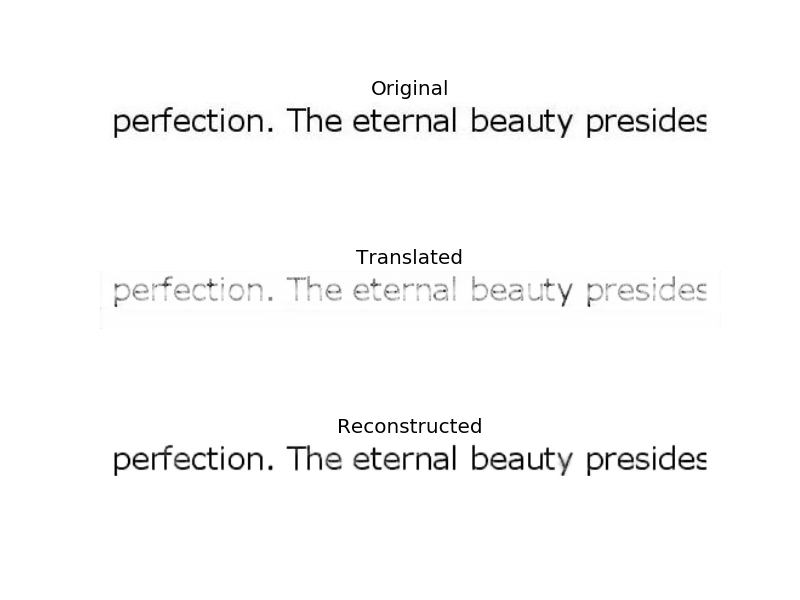 Original
perfection. The eternal beauty presides
Translated
perfection. The eternal beauty presides
Reconstructed
perfection. The eternal beauty presides